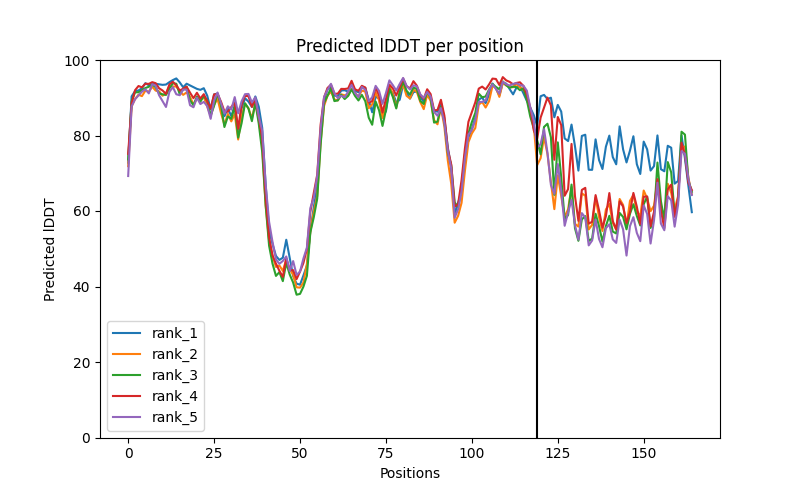 Predicted lDDT per position
100
80
60
40
20
0
Predicted lDDT
rank_1
rank_2
rank_3
rank_4
rank_5
0 25 50 75 100 125 150
Positions